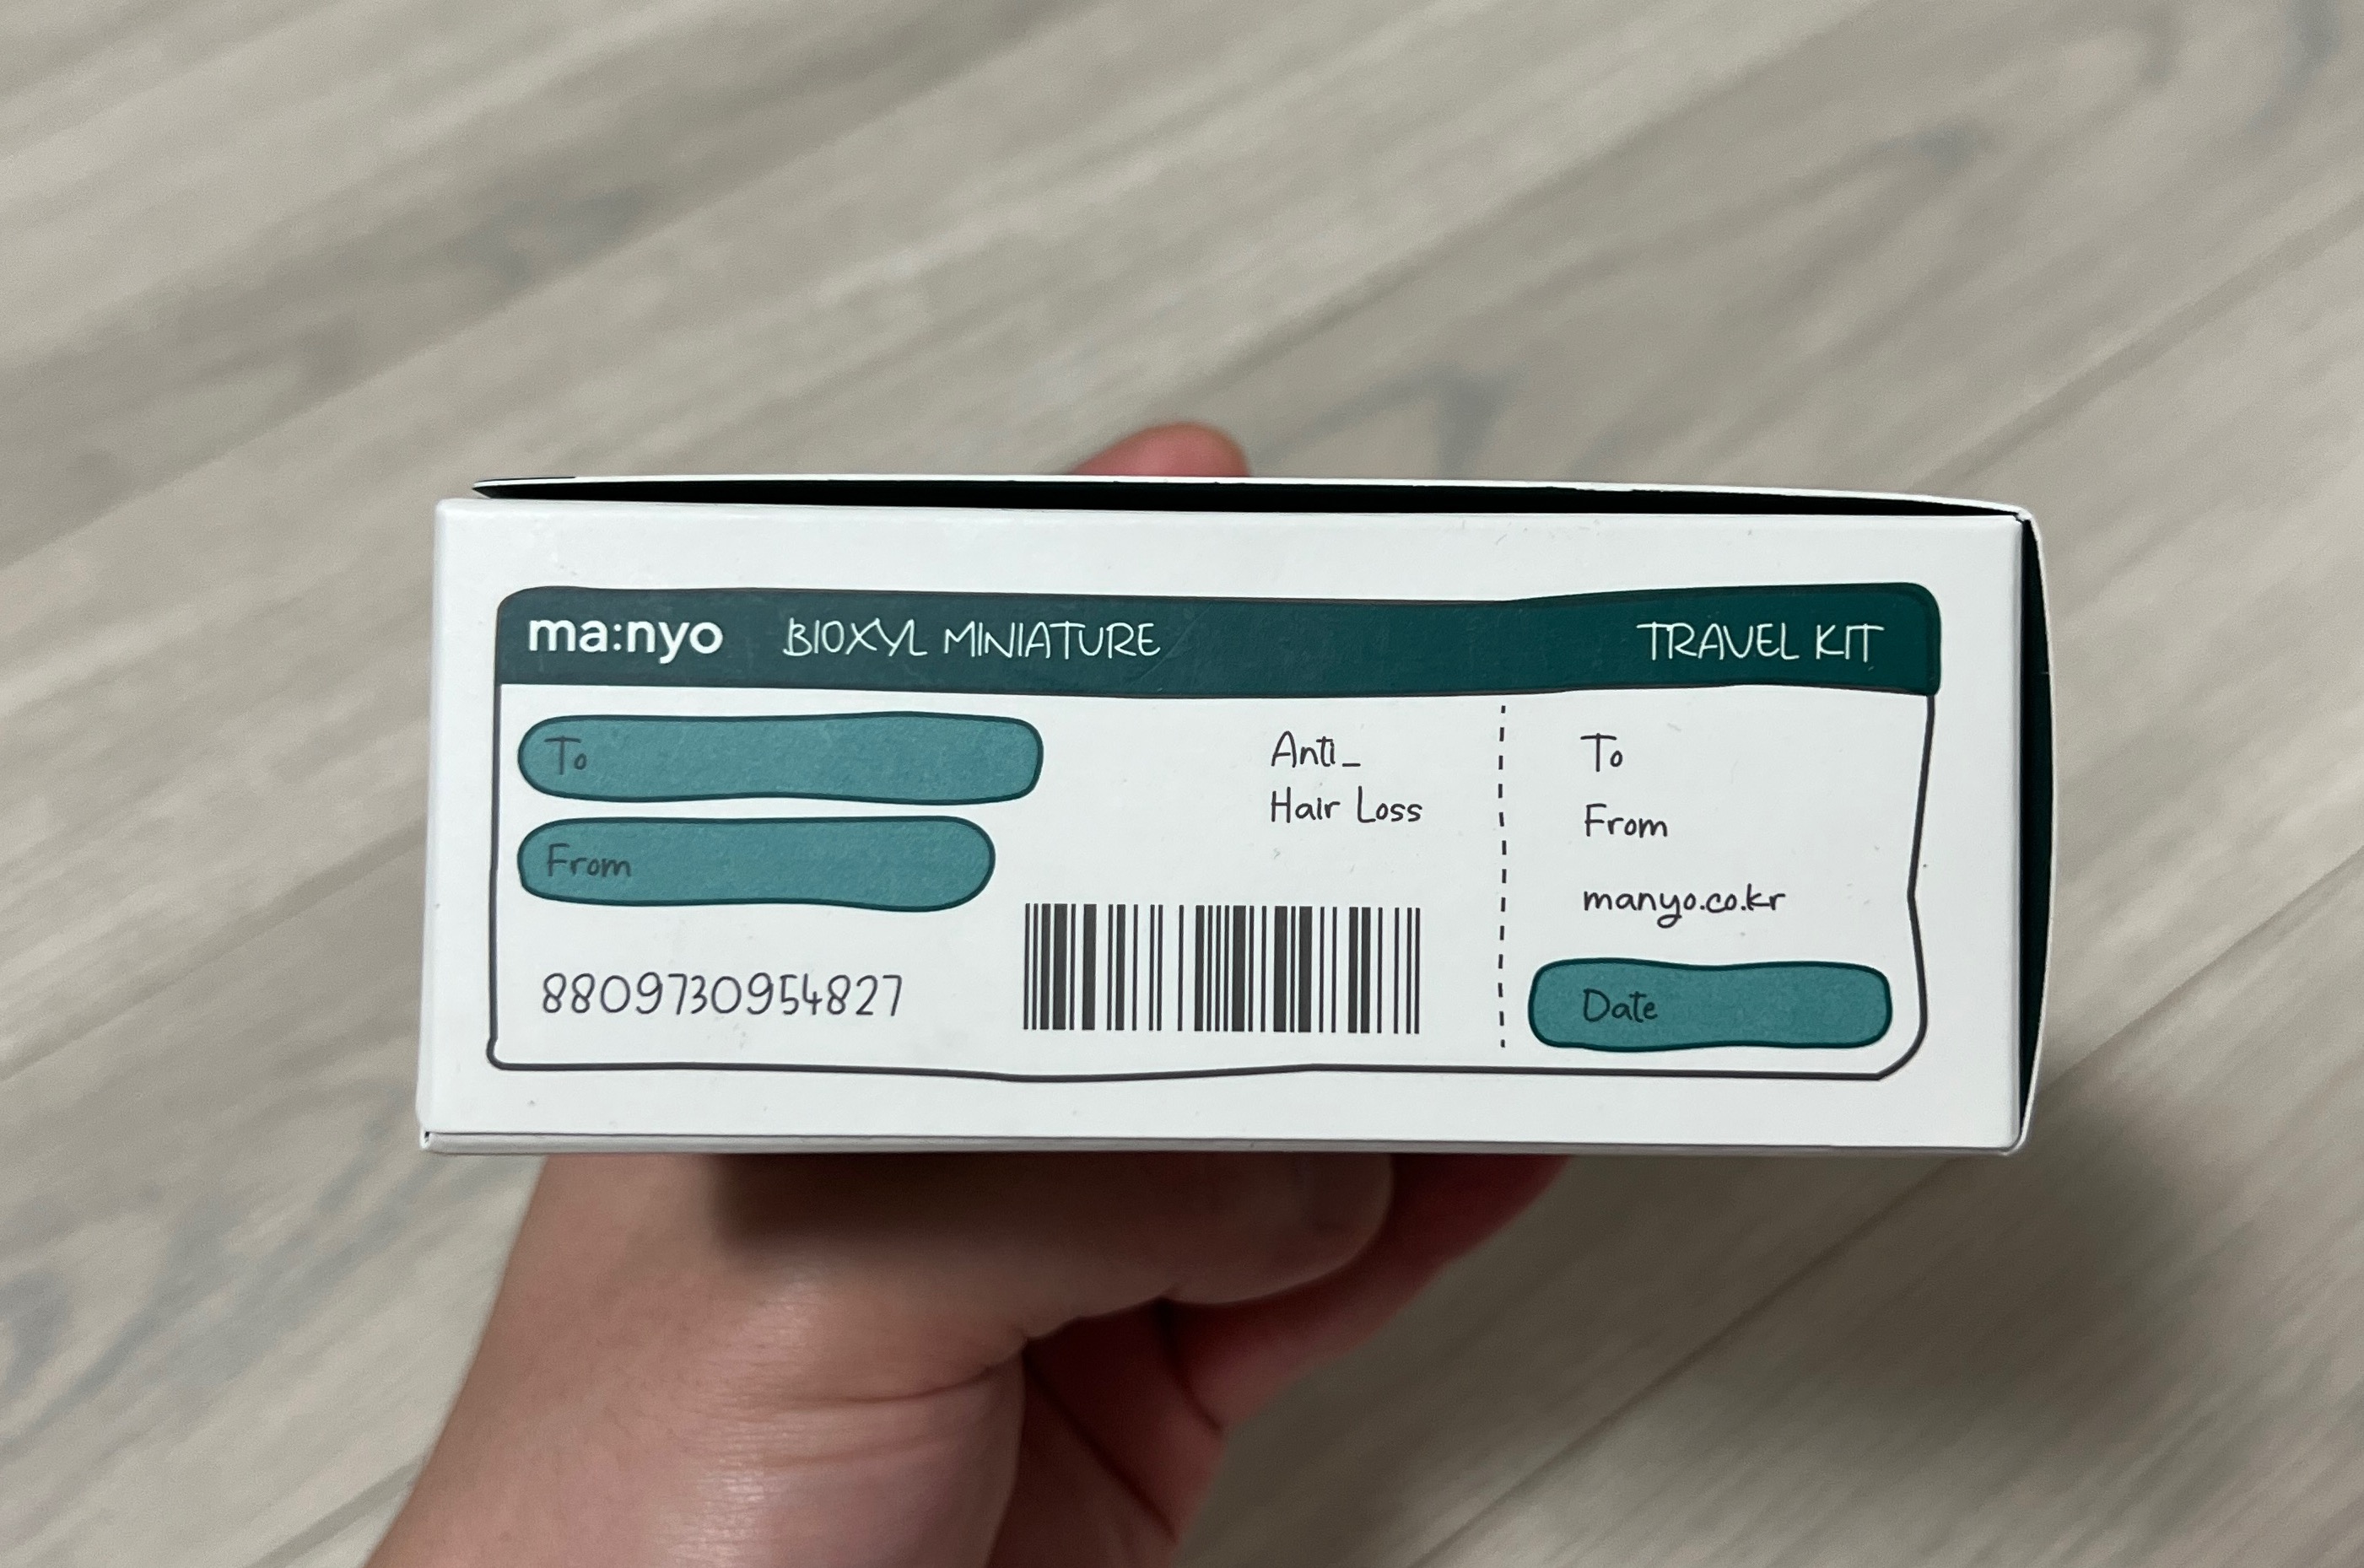 ma:nyo BIOXYL MINIATURE TRAVEL KIT
To
From
8809730954827
Anti_
Hair Loss
To
From
manyo.co.kr
Date